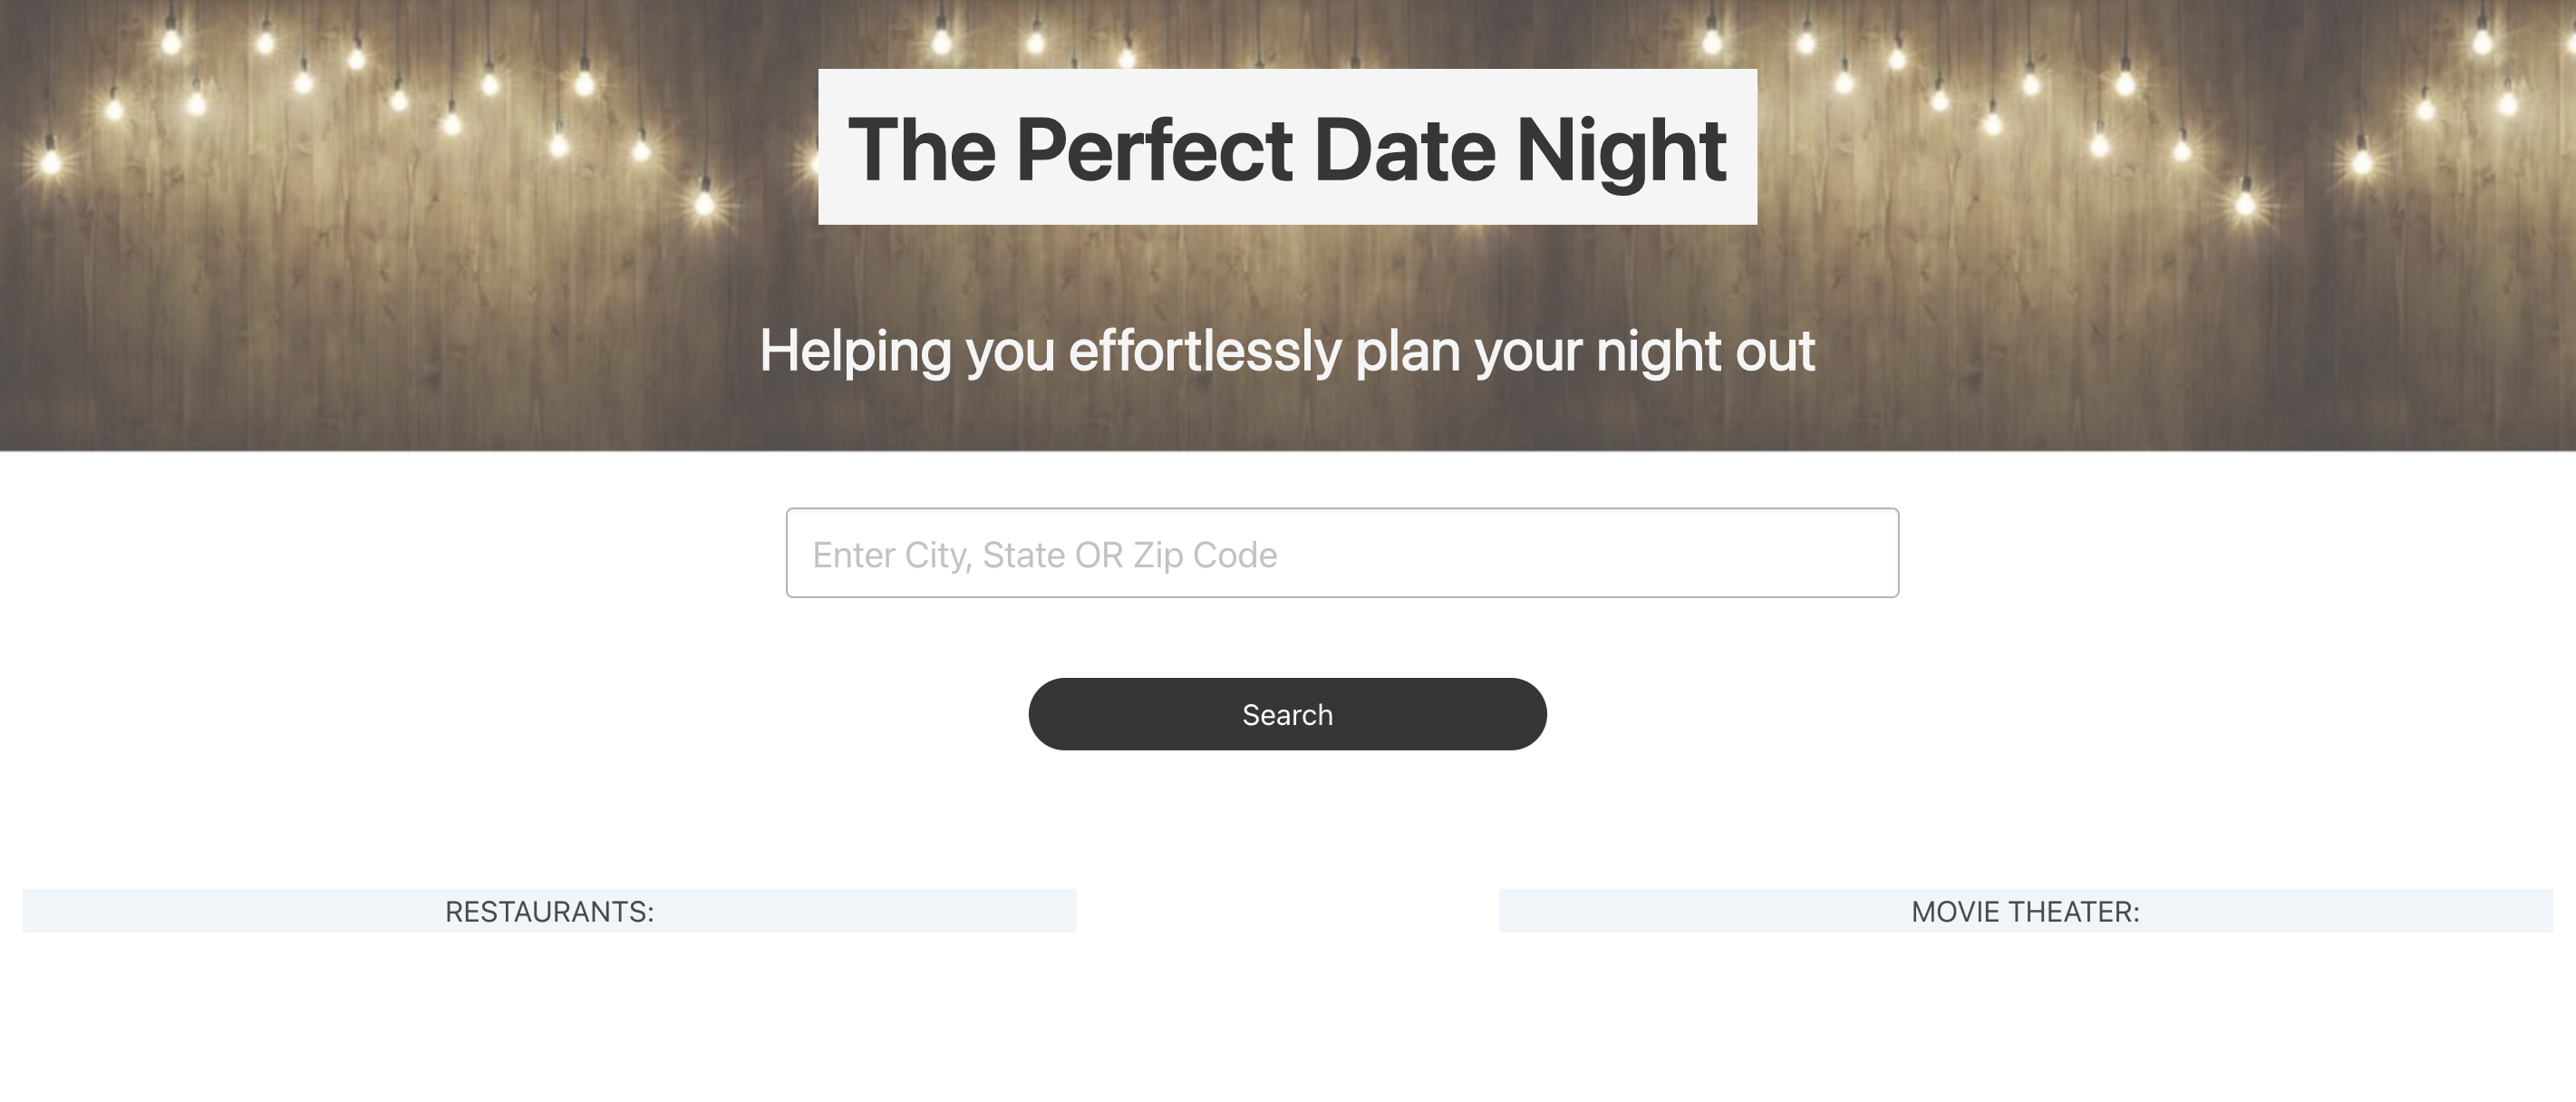 The Perfect Date Night
Helping you effortlessly plan your night out
Enter City, State OR Zip Code
Search
RESTAURANTS:
MOVIE THEATER: